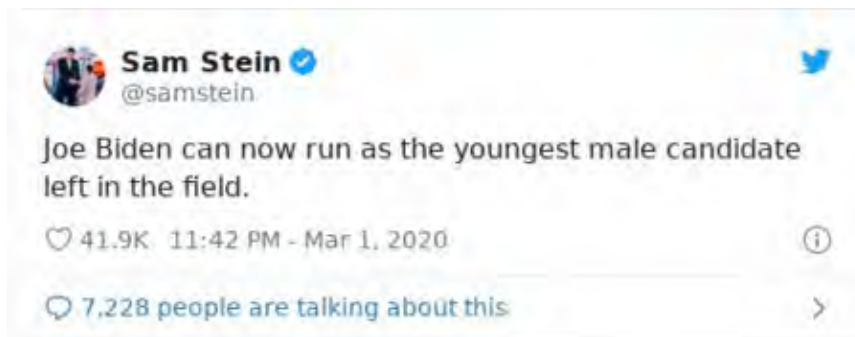 Sam Stein
@samstein
Joe Biden can now run as the youngest male candidate
left in the field.
41.9K 11:42 PM - Mar 1, 2020
7,228 people are talking about this